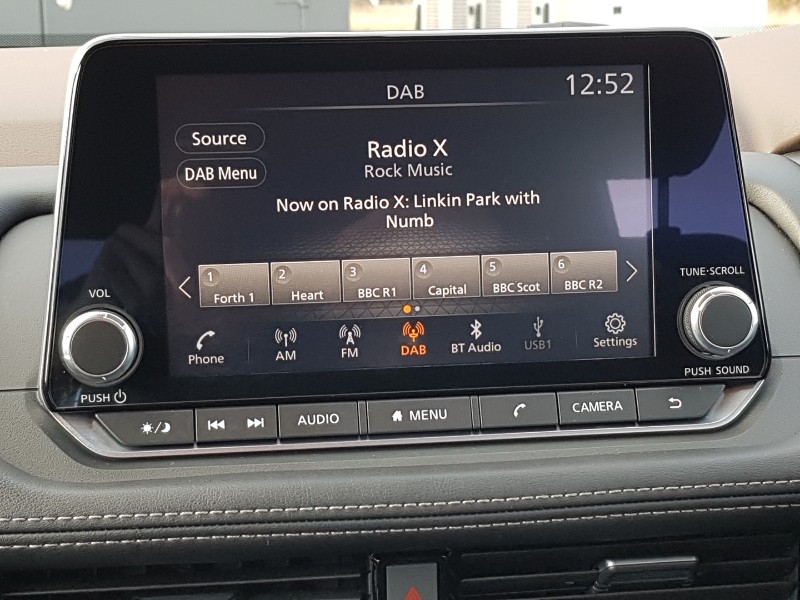 DAB
12:52
Source
DAB Menu
Radio X
Rock Music
Now on Radio X: Linkin Park with
Numb
1 Forth 1
2 Heart
3 BBC R1
4 Capital
5 BBC Scot
6 BBC R2
Phone
AM
FM
DAB
BT Audio
USB1
Settings
VOL
PUSH
TUNE·SCROLL
PUSH SOUND
AUDIO
MENU
CAMERA